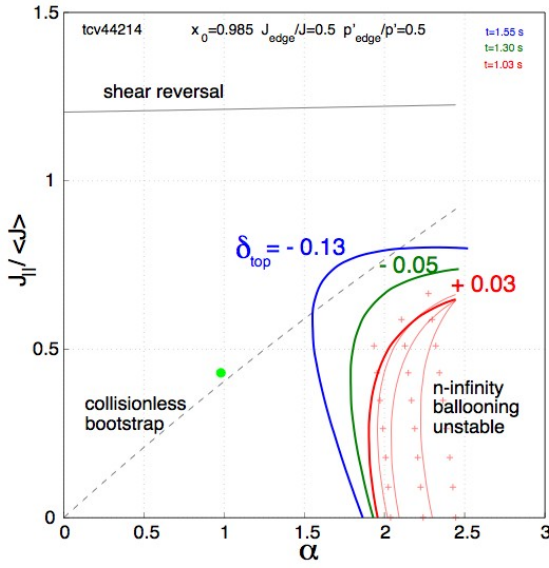 tcv44214 x₀=0.985 J_edge/J=0.5 p'_edge/p'=0.5
t=1.55 s
t=1.30 s
t=1.03 s
1.5
shear reversal
1
J_||/ <J>
δ_top = - 0.13
- 0.05
+ 0.03
0.5
collisionless
bootstrap
n-infinity
ballooning
unstable
0
0 0.5 1 1.5 2 2.5 3
α